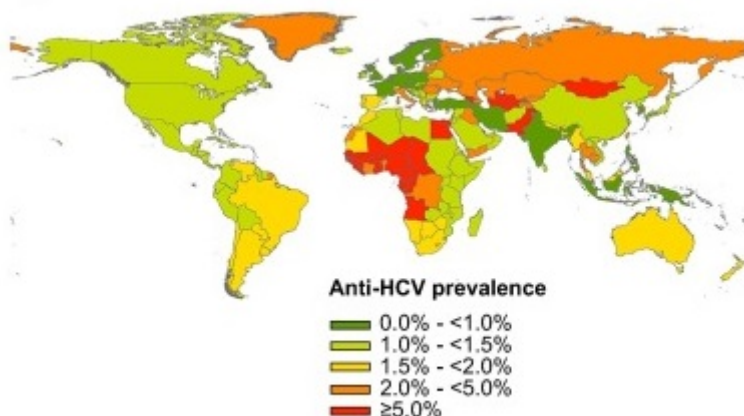 Anti-HCV prevalence
0.0% - <1.0%
1.0% - <1.5%
1.5% - <2.0%
2.0% - <5.0%
≥5.0%